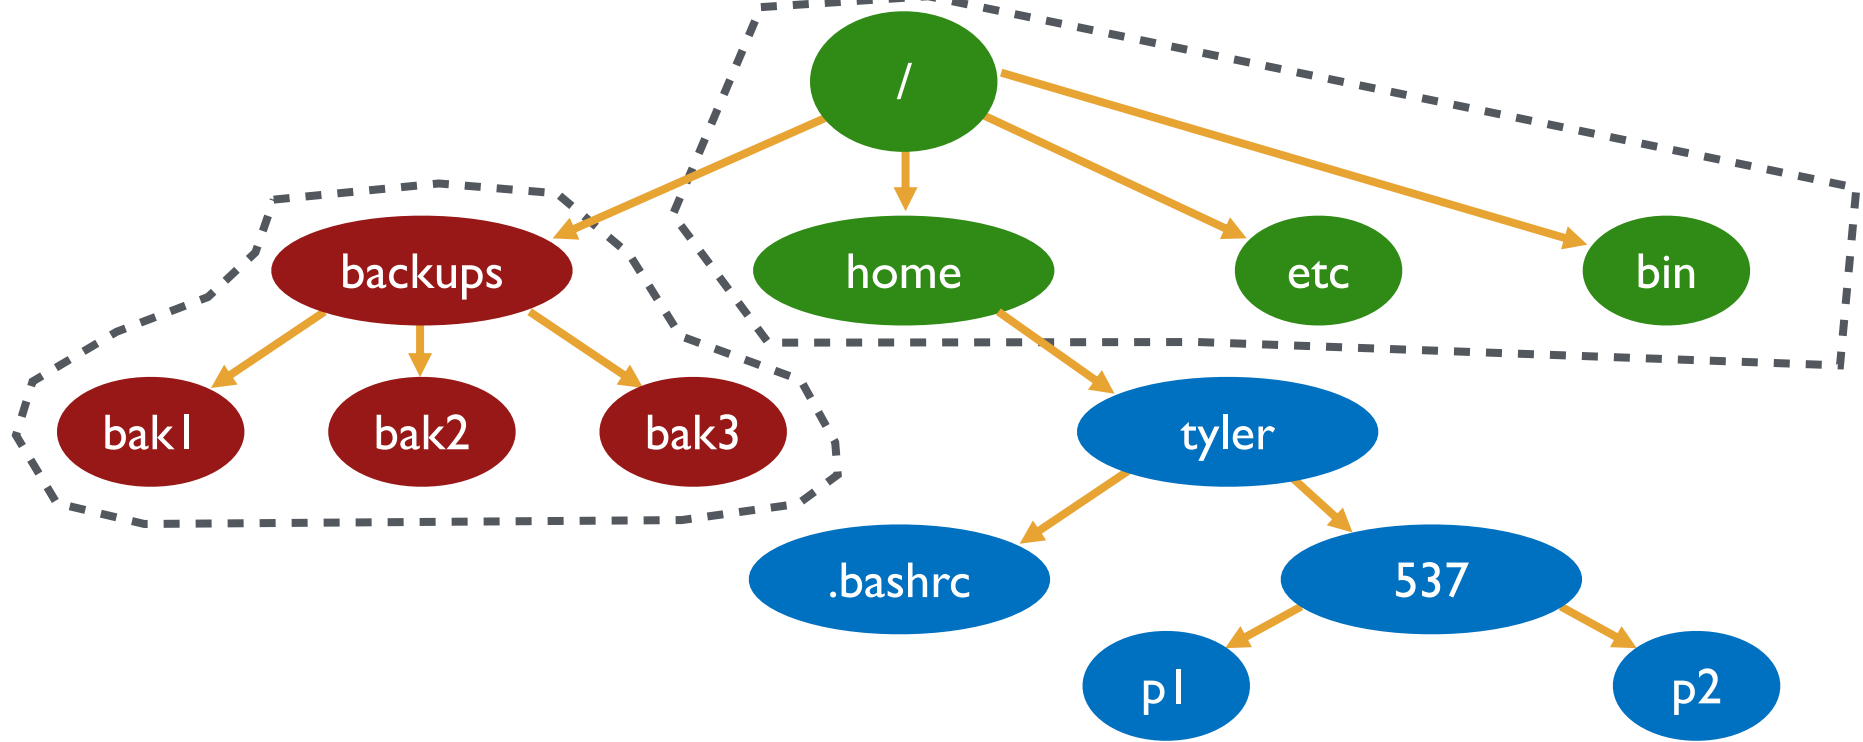 /
backups
home
etc
bin
bak1
bak2
bak3
tyler
.bashrc
537
p1
p2